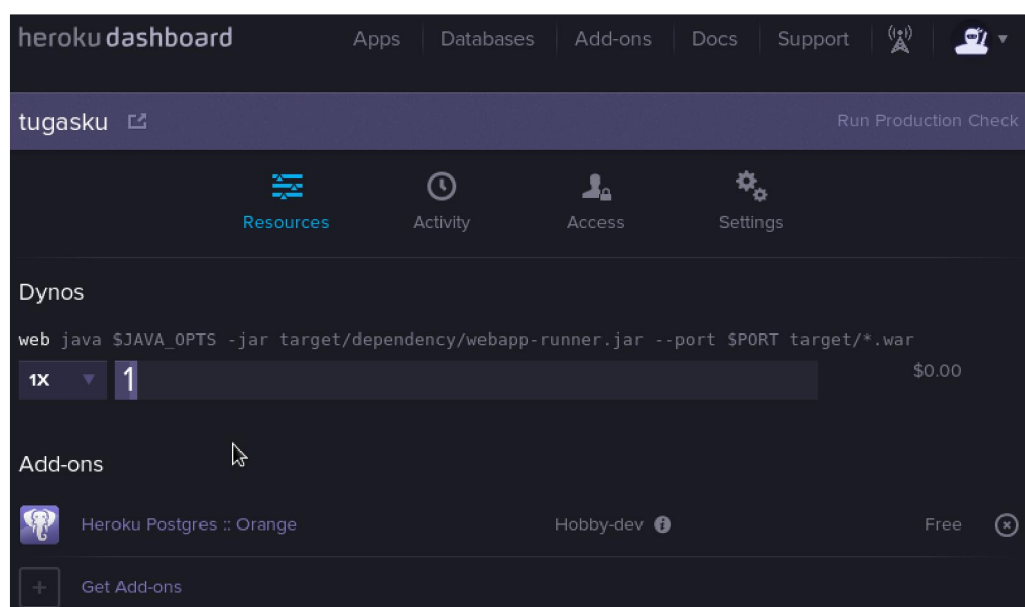 heroku dashboard Apps Databases Add-ons Docs Support
tugasku Run Production Check
Resources Activity Access Settings
Dynos
web java $JAVA_OPTS -jar target/dependency/webapp-runner.jar --port $PORT target/*.war
1X 1 $0.00
Add-ons
Heroku Postgres :: Orange Hobby-dev Free
Get Add-ons